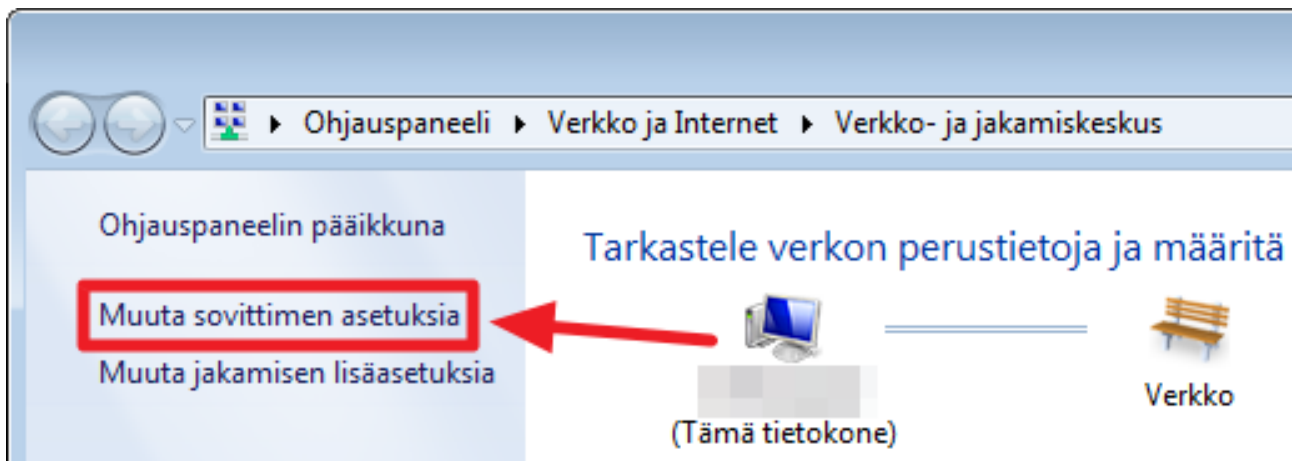 Ohjauspaneeli ▸ Verkko ja Internet ▸ Verkko- ja jakamiskeskus
Ohjauspaneelin pääikkuna
Muuta sovittimen asetuksia
Muuta jakamisen lisäasetuksia
Tarkastele verkon perustietoja ja määritä
(Tämä tietokone)
Verkko